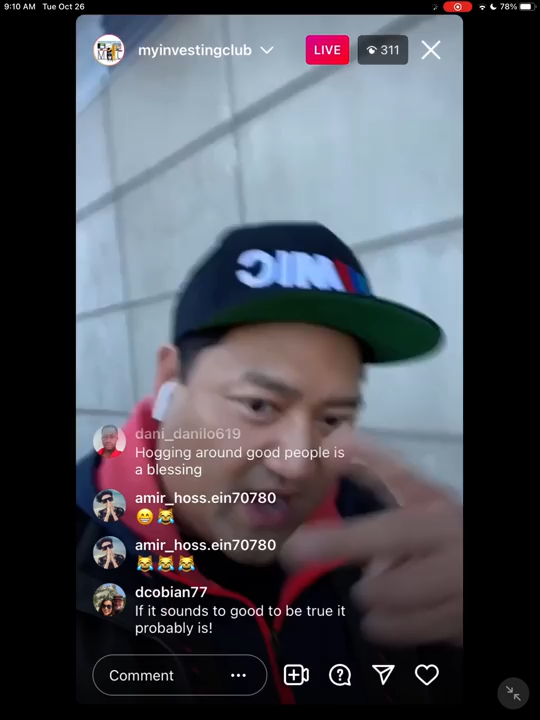 9:10 AM Tue Oct 26
78%
myinvestingclub
LIVE
311
MIC
dani_danilo619
Hogging around good people is
a blessing
amir_hoss.ein70780
😁😹
amir_hoss.ein70780
😹😹😹
dcobian77
If it sounds to good to be true it
probably is!
Comment